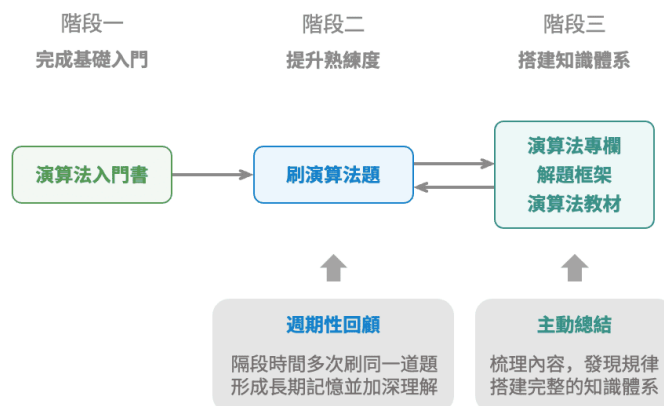 階段一
完成基礎入門
階段二
提升熟練度
階段三
搭建知識體系
演算法入門書
刷演算法題
演算法專欄
解題框架
演算法教材
週期性回顧
隔段時間多次刷同一道題
形成長期記憶並加深理解
主動總結
梳理內容，發現規律
搭建完整的知識體系